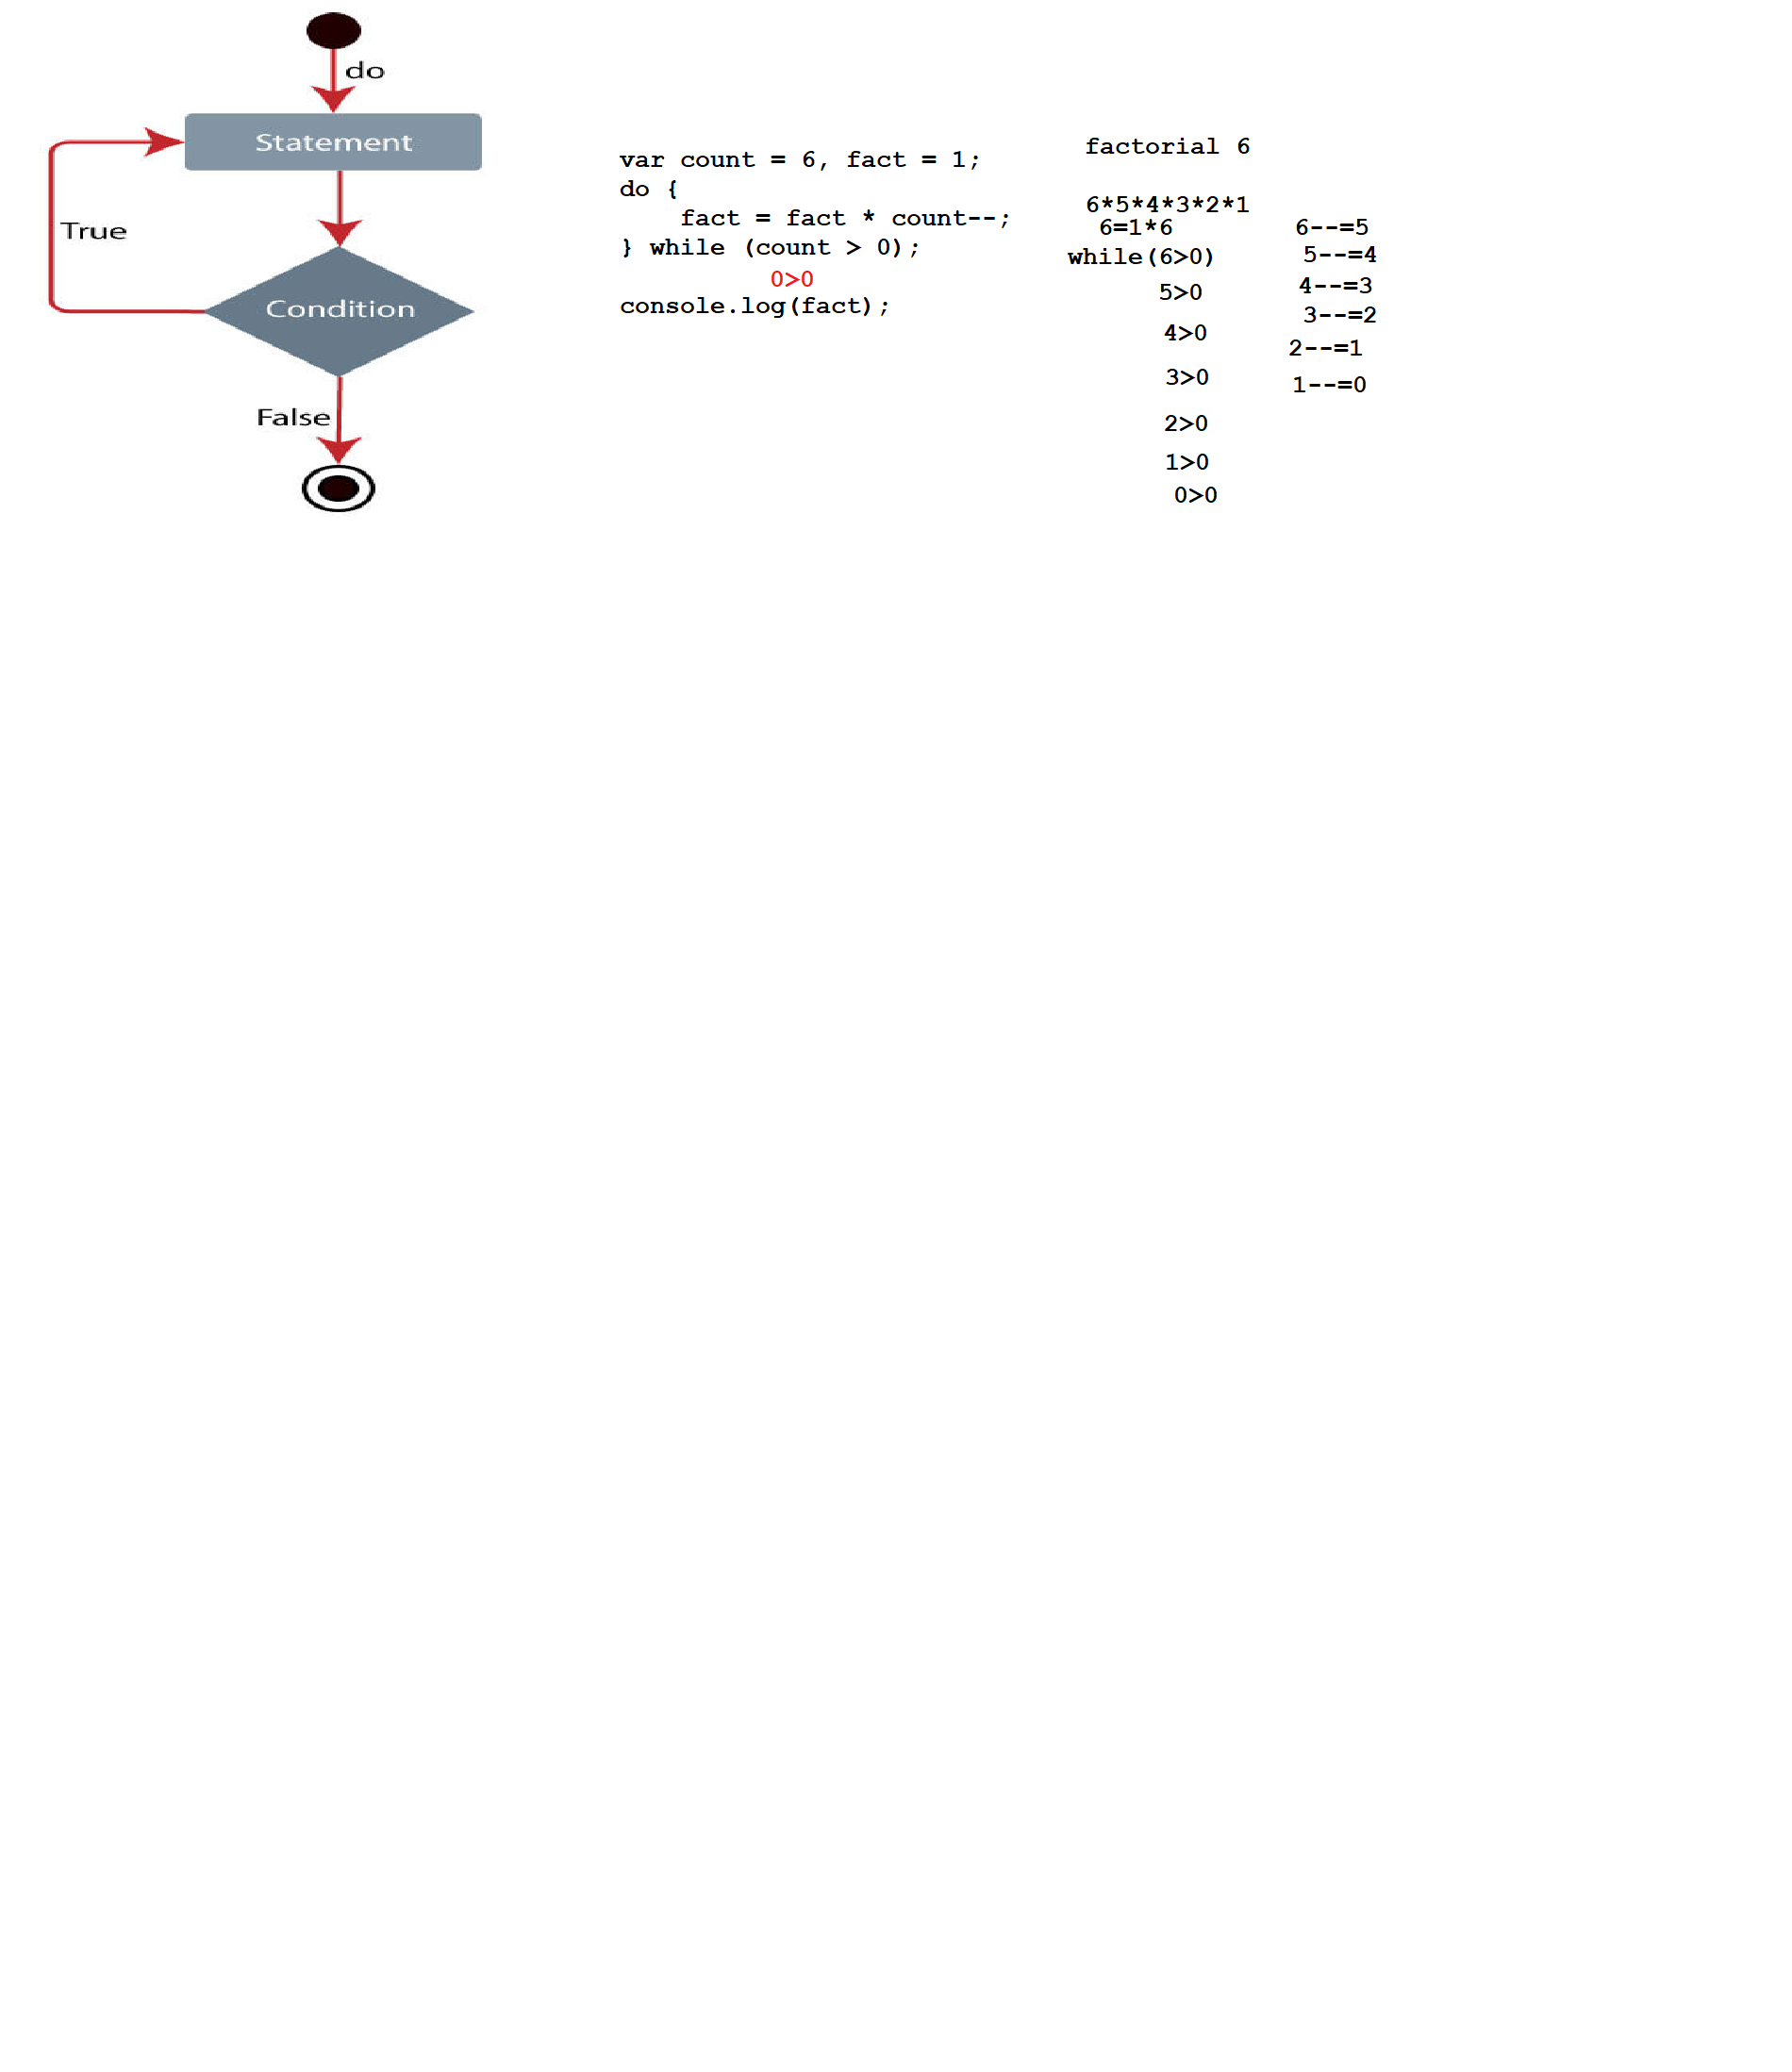 do
Statement
True
Condition
False
var count = 6, fact = 1;
do {
    fact = fact * count--;
} while (count > 0);
0>0
console.log(fact);
factorial 6
6*5*4*3*2*1
6=1*6
while(6>0)
5>0
4>0
3>0
2>0
1>0
0>0
6--=5
5--=4
4--=3
3--=2
2--=1
1--=0